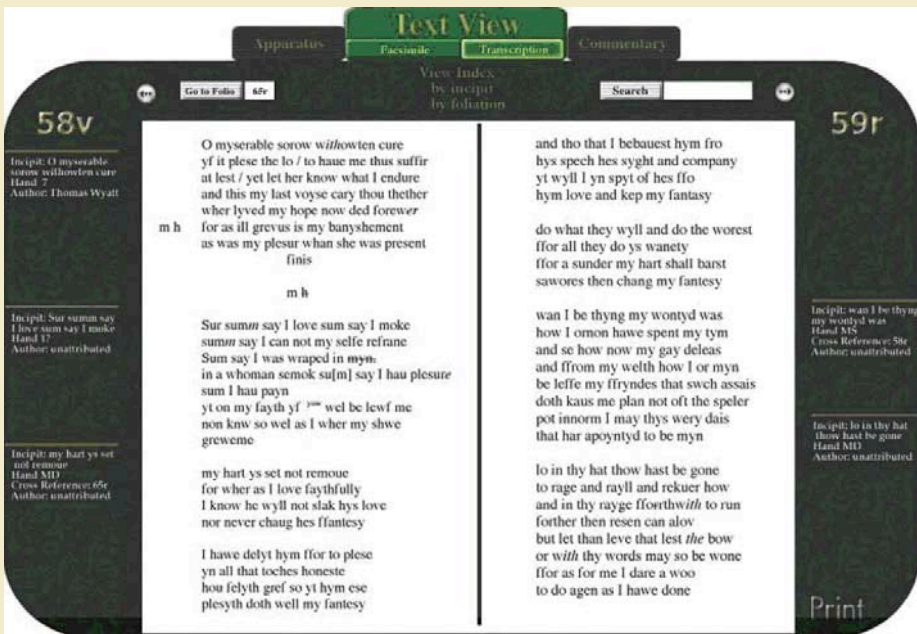 Text View
Apparatus
Facsimile
Transcription
Commentary
View Index
by incipit
by foliation
Go to Folio
65r
Search
58v
Incipit: O myserable
sorow withowten cure
Hand 7
Author: Thomas Wyatt
Incipit: Sur summ say
I love sum say I moke
Hand 1?
Author: unattributed
Incipit: my hart ys set
not remoue
Hand MD
Cross Reference: 65r
Author: unattributed
O myserable sorow withowten cure
yf it plese the lo / to haue me thus suffir
at lest / yet let her know what I endure
and this my last voyse cary thou thether
wher lyved my hope now ded forewer
m h for as ill grevus is my banyshement
as was my plesur whan she was present
finis
m h
Sur summ say I love sum say I moke
summ say I can not my selfe refrane
Sum say I was wraped in myn.
in a whoman semok su[m] say I hau plesure
sum I hau payn
yt on my fayth yf yow wel be lewf me
non knw so wel as I wher my shwe
greweme
my hart ys set not remoue
for wher as I love faythfully
I know he wyll not slak hys love
nor never chaug hes ffantesy
I hawe delyt hym ffor to plese
yn all that toches honeste
hou felyth gref so yt hym ese
plesyth doth well my fantesy
and tho that I bebauest hym fro
hys spech hes syght and company
yt wyll I yn spyt of hes ffo
hym love and kep my fantasy
do what they wyll and do the worest
ffor all they do ys wanety
ffor a sunder my hart shall barst
sawores then chang my fantesy
wan I be thyng my wontyd was
how I ornon hawe spent my tym
and se how now my gay deleas
and ffrom my welth how I or myn
be leffe my ffryndes that swch assais
doth kaus me plan not oft the speler
pot innorm I may thys wery dais
that har apoyntyd to be myn
lo in thy hat thow hast be gone
to rage and rayll and rekuer how
and in thy rayge fforrthwith to run
forther then resen can alov
but let than leve that lest the bow
or with thy words may so be wone
ffor as for me I dare a woo
to do agen as I hawe done
59r
Incipit: wan I be thyng
my wontyd was
Hand MS
Cross Reference: 58r
Author: unattributed
Incipit: lo in thy hat
thow hast be gone
Hand MD
Author: unattributed
Print